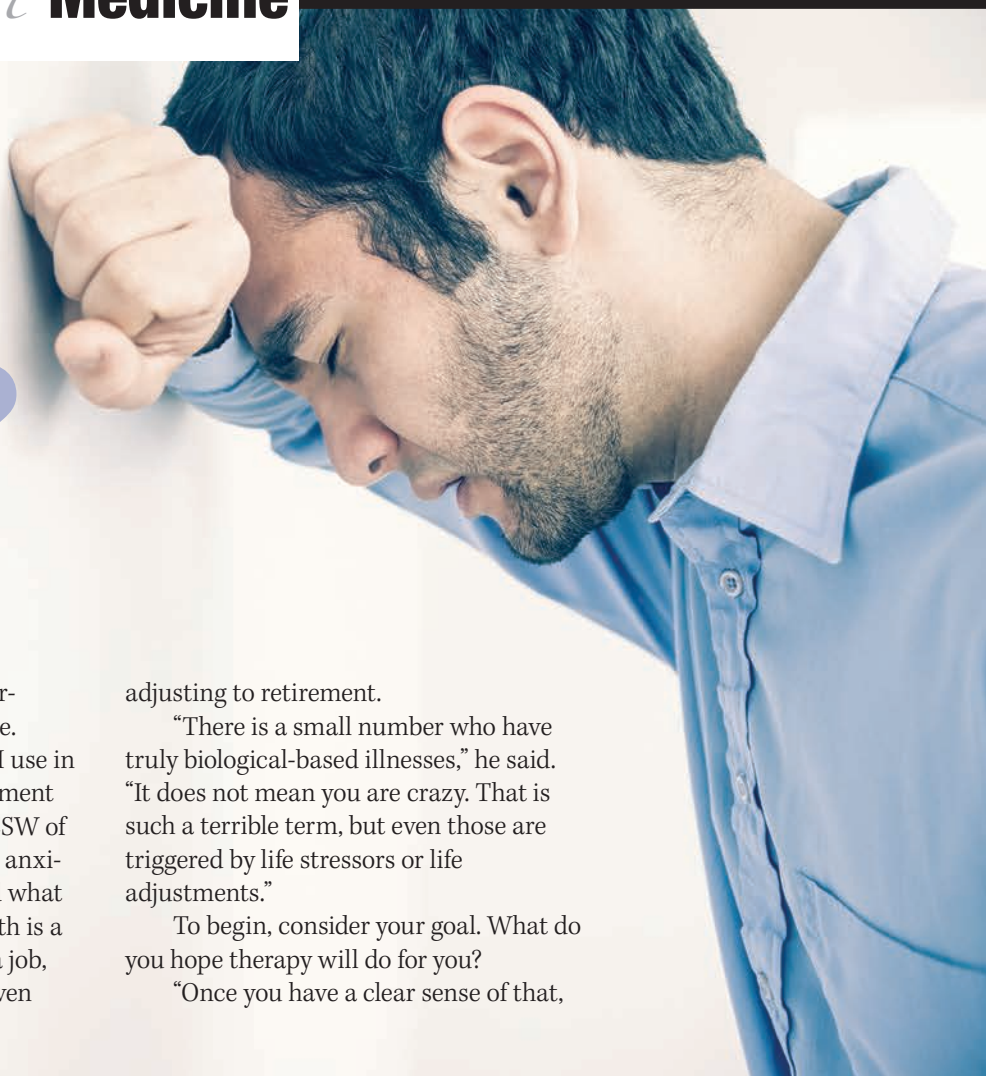 Medicine
r-
e.
I use in
ment
SW of
anxi-
what
th is a
job,
ven
adjusting to retirement.
“There is a small number who have
truly biological-based illnesses,” he said.
“It does not mean you are crazy. That is
such a terrible term, but even those are
triggered by life stressors or life
adjustments.”
To begin, consider your goal. What do
you hope therapy will do for you?
“Once you have a clear sense of that,